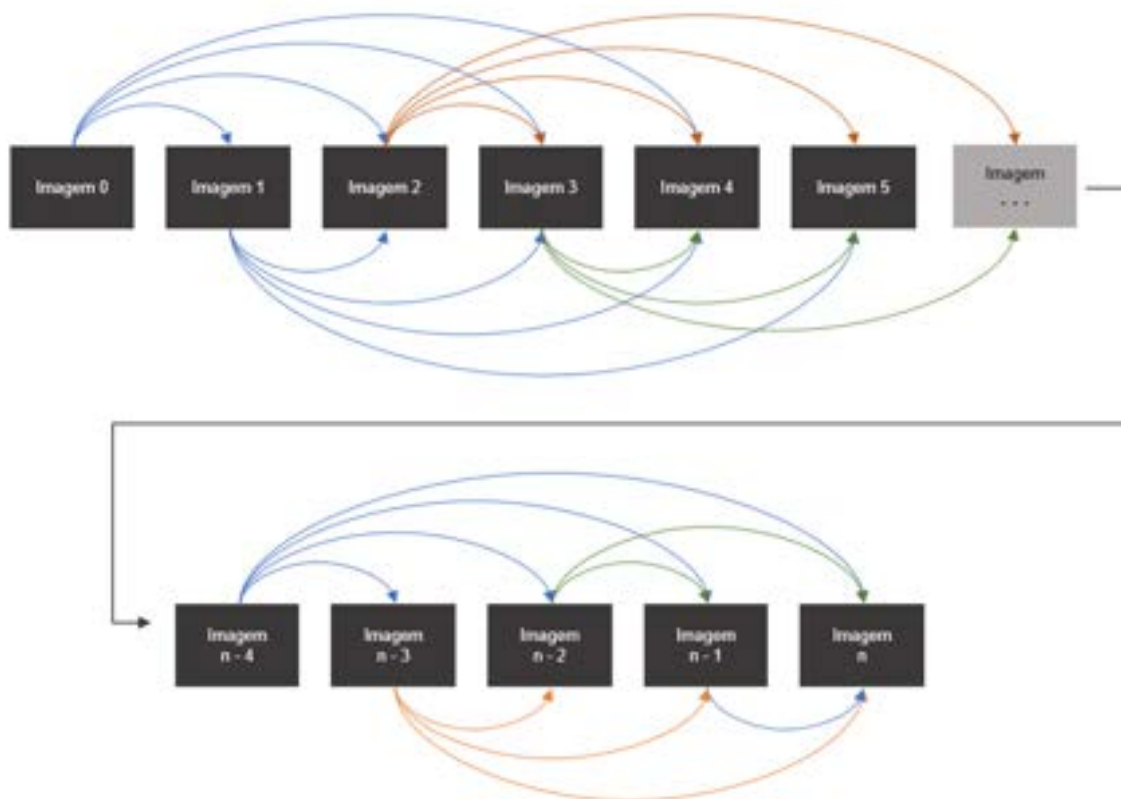 Imagem 0
Imagem 1
Imagem 2
Imagem 3
Imagem 4
Imagem 5
Imagem
. . .
Imagem
n - 4
Imagem
n - 3
Imagem
n - 2
Imagem
n - 1
Imagem
n